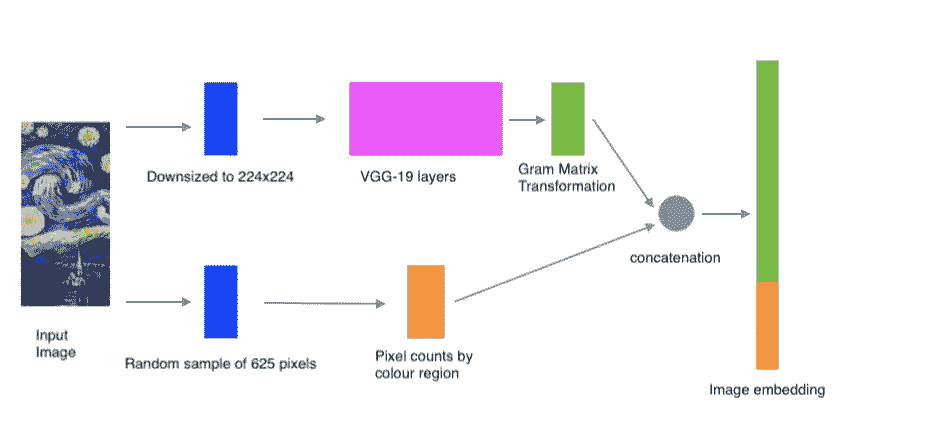 Downsized to 224x224
VGG-19 layers
Gram Matrix
Transformation
concatenation
Input
Image
Random sample of 625 pixels
Pixel counts by
colour region
Image embedding